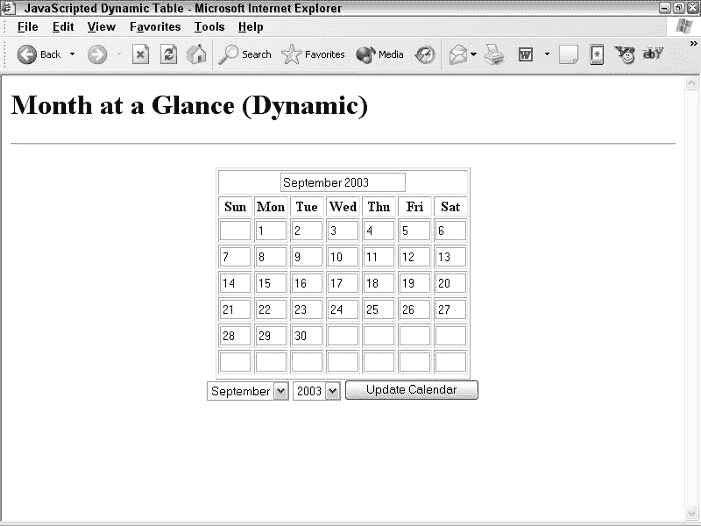 JavaScripted Dynamic Table - Microsoft Internet Explorer
File Edit View Favorites Tools Help
Back Search Favorites Media W eBY »
Month at a Glance (Dynamic)
September 2003
Sun Mon Tue Wed Thu Fri Sat
1 2 3 4 5 6
7 8 9 10 11 12 13
14 15 16 17 18 19 20
21 22 23 24 25 26 27
28 29 30
September 2003 Update Calendar